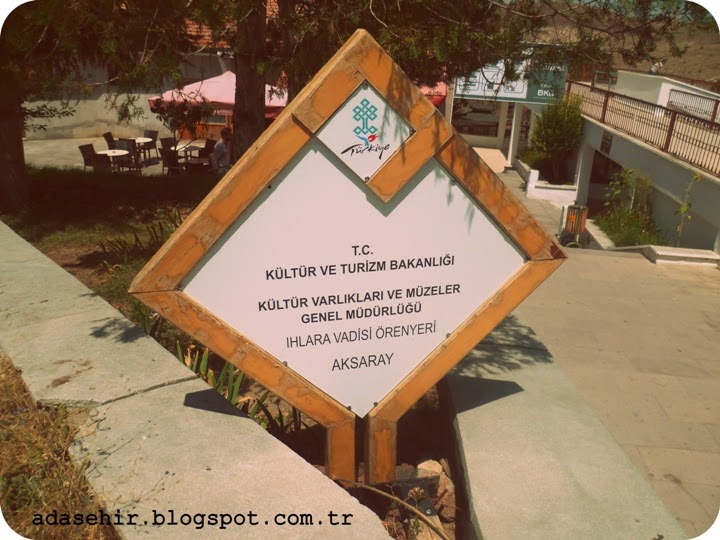 Türkiye
T.C.
KÜLTÜR VE TURİZM BAKANLIĞI
KÜLTÜR VARLIKLARI VE MÜZELER
GENEL MÜDÜRLÜĞÜ
IHLARA VADİSİ ÖRENYERİ
AKSARAY
adasehir.blogspot.com.tr